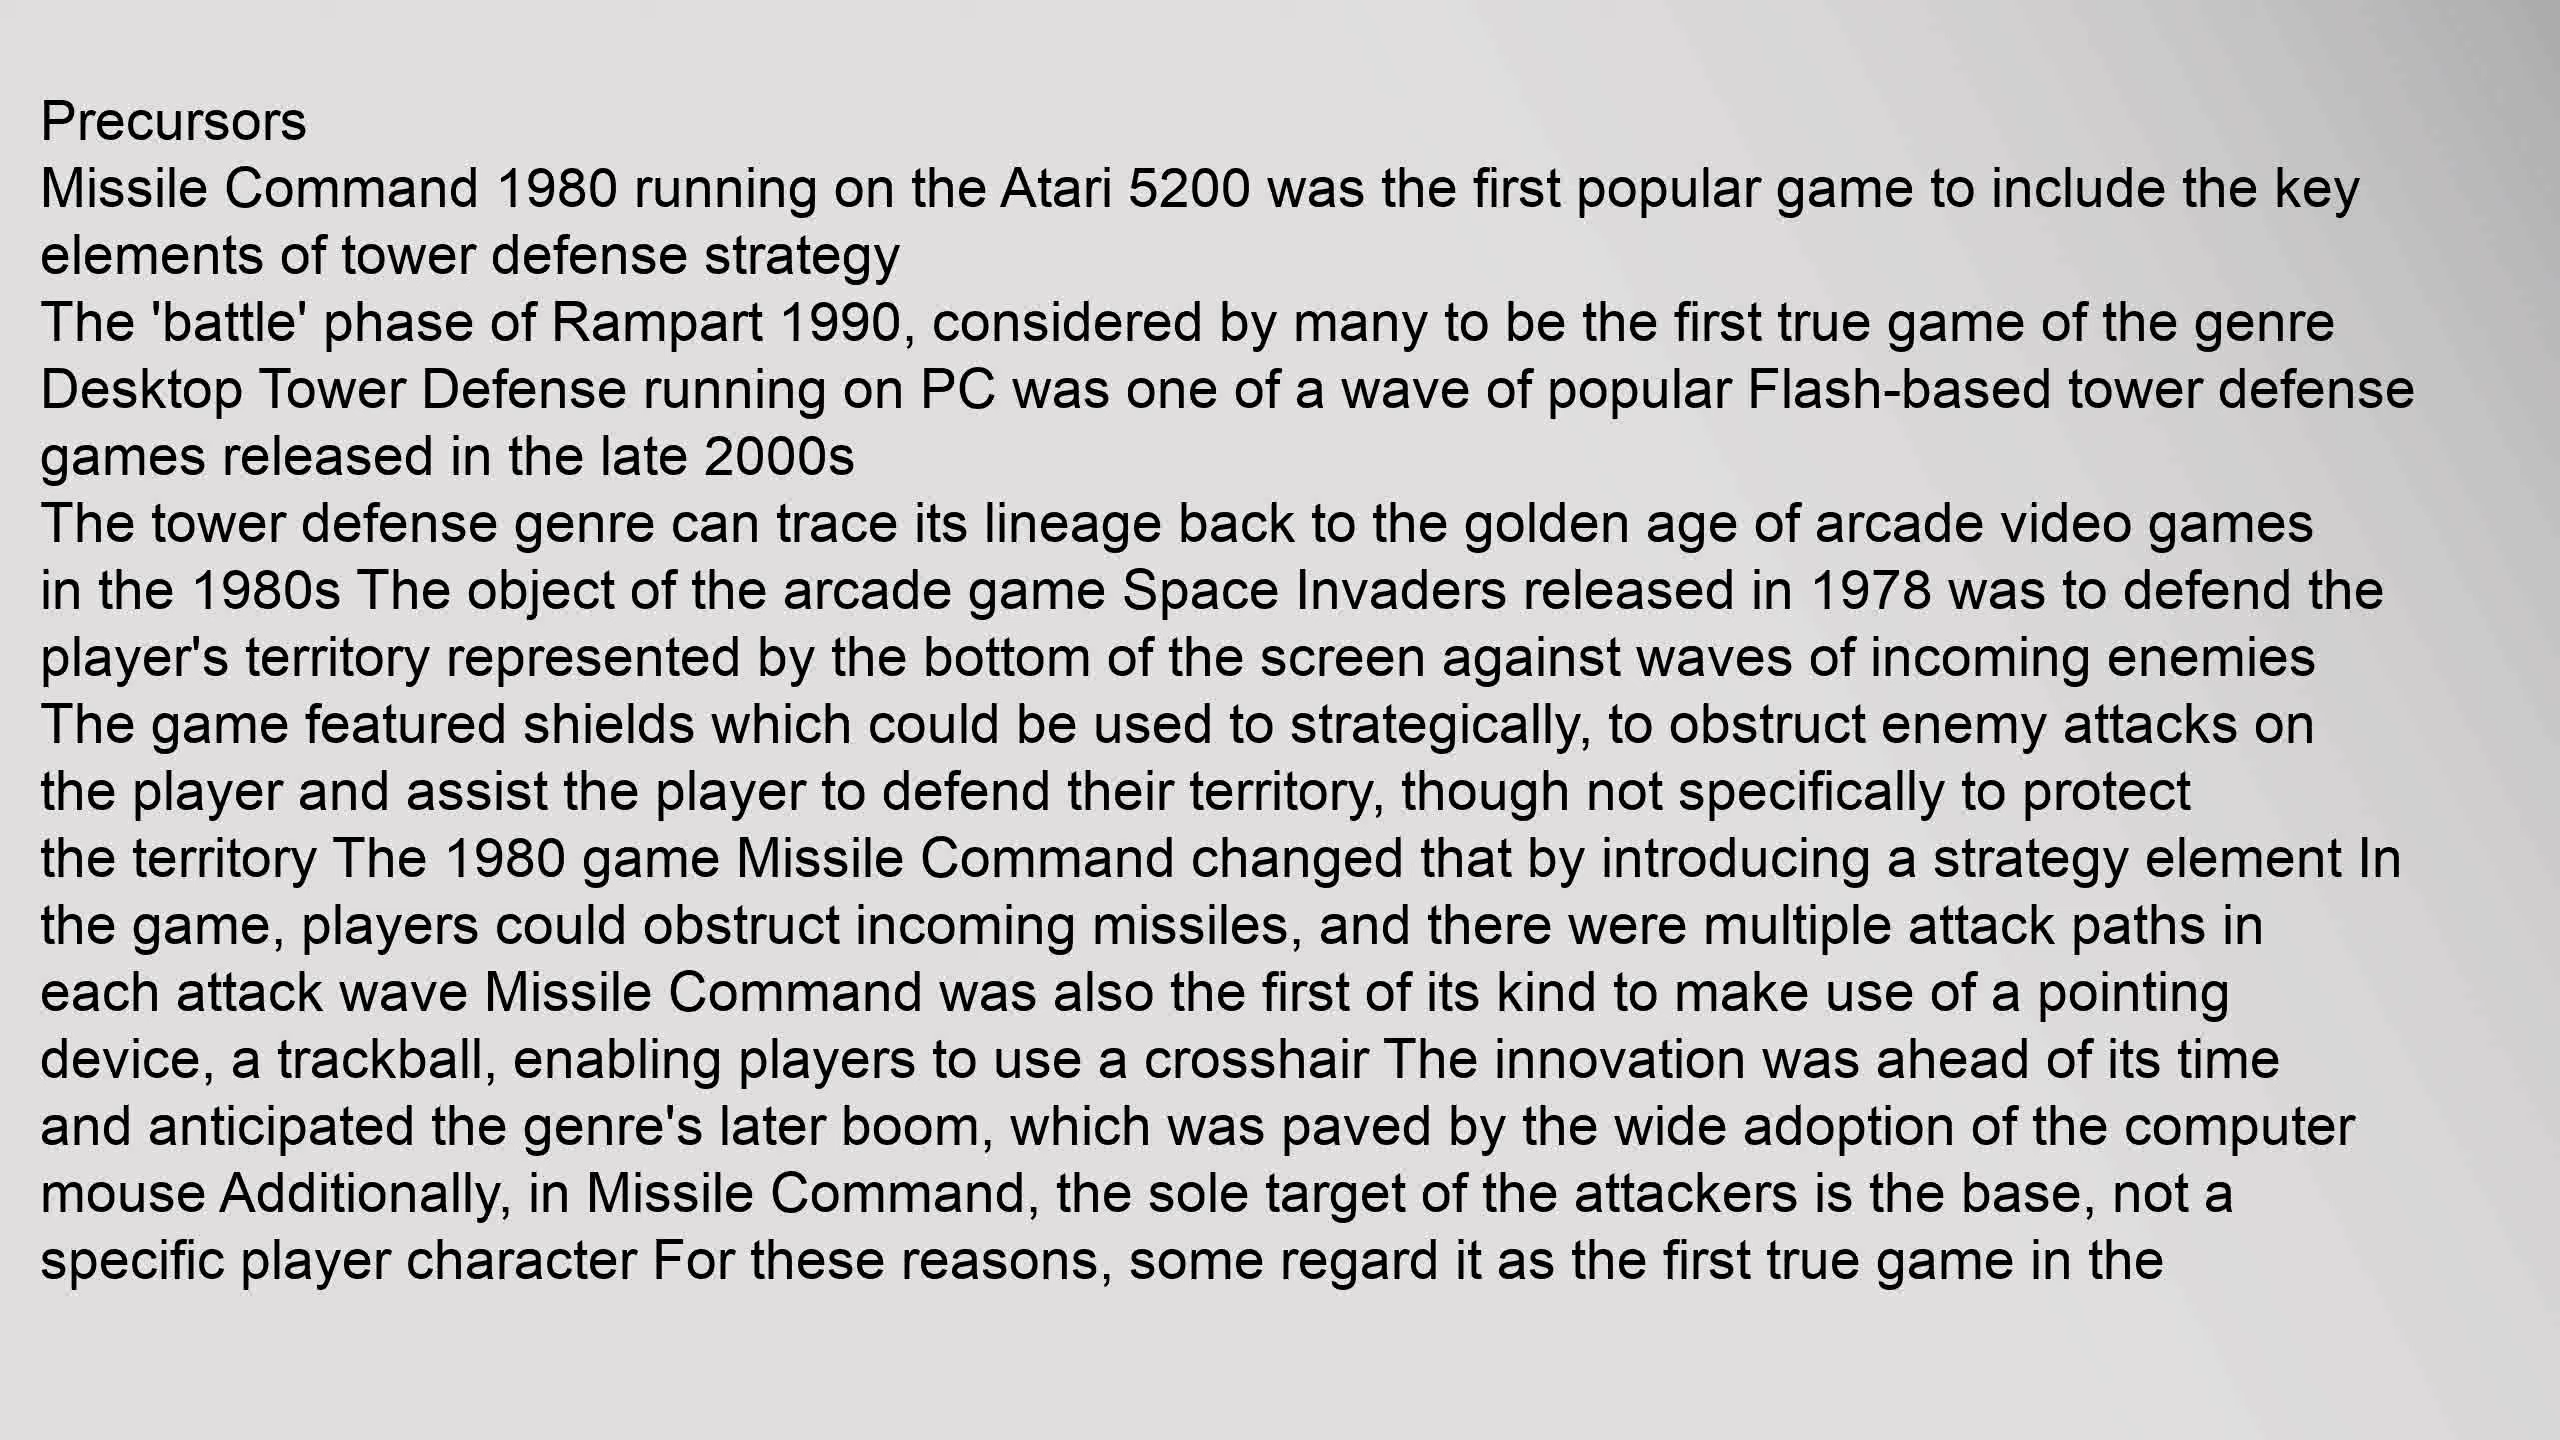 Precursors
Missile Command 1980 running on the Atari 5200 was the first popular game to include the key
elements of tower defense strategy
The 'battle' phase of Rampart 1990, considered by many to be the first true game of the genre
Desktop Tower Defense running on PC was one of a wave of popular Flash-based tower defense
games released in the late 2000s
The tower defense genre can trace its lineage back to the golden age of arcade video games
in the 1980s The object of the arcade game Space Invaders released in 1978 was to defend the
player's territory represented by the bottom of the screen against waves of incoming enemies
The game featured shields which could be used to strategically, to obstruct enemy attacks on
the player and assist the player to defend their territory, though not specifically to protect
the territory The 1980 game Missile Command changed that by introducing a strategy element In
the game, players could obstruct incoming missiles, and there were multiple attack paths in
each attack wave Missile Command was also the first of its kind to make use of a pointing
device, a trackball, enabling players to use a crosshair The innovation was ahead of its time
and anticipated the genre's later boom, which was paved by the wide adoption of the computer
mouse Additionally, in Missile Command, the sole target of the attackers is the base, not a
specific player character For these reasons, some regard it as the first true game in the